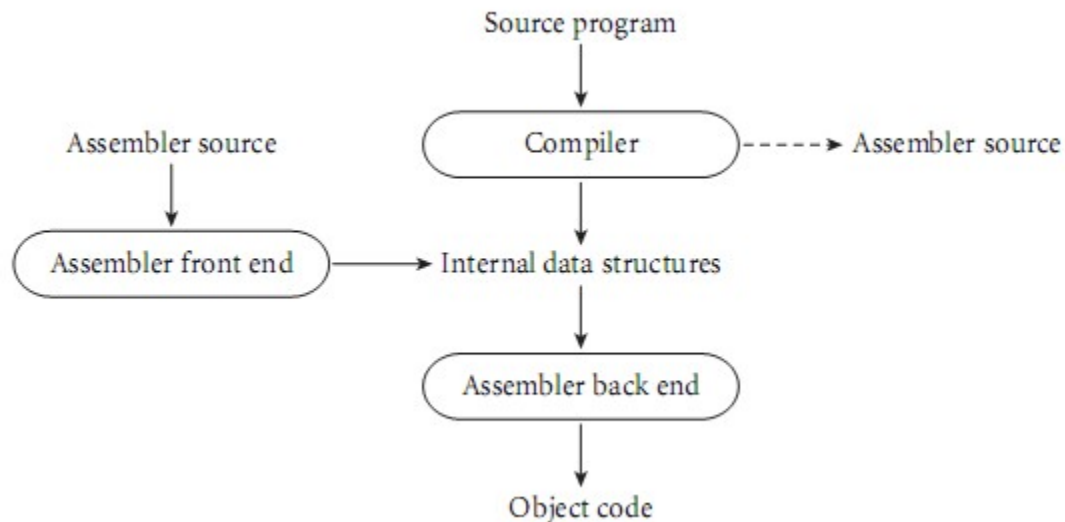 Source program
Compiler
Assembler source
Assembler source
Assembler front end
Internal data structures
Assembler back end
Object code